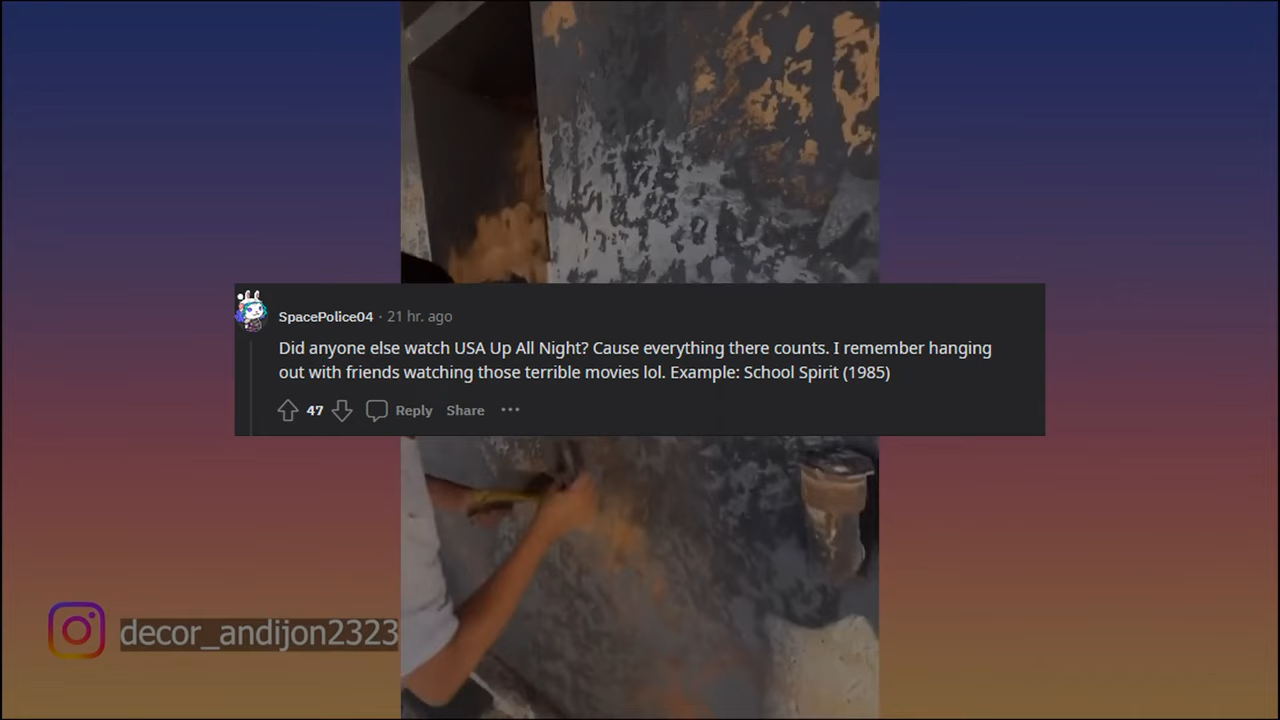 SpacePolice04 · 21 hr. ago
Did anyone else watch USA Up All Night? Cause everything there counts. I remember hanging
out with friends watching those terrible movies lol. Example: School Spirit (1985)
47 Reply Share ···
decor_andijon2323